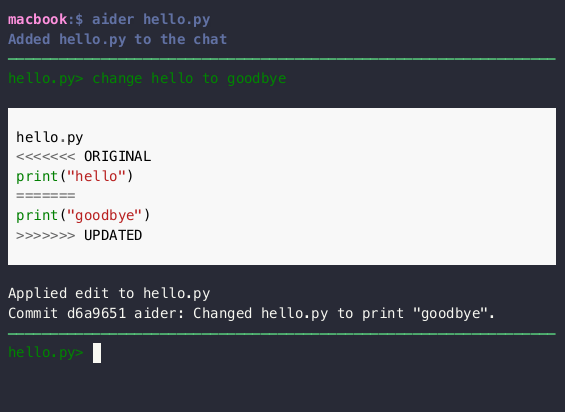 macbook:$ aider hello.py
Added hello.py to the chat
hello.py> change hello to goodbye
hello.py
<<<<<<< ORIGINAL
print("hello")
=======
print("goodbye")
>>>>>>> UPDATED
Applied edit to hello.py
Commit d6a9651 aider: Changed hello.py to print "goodbye".
hello.py>